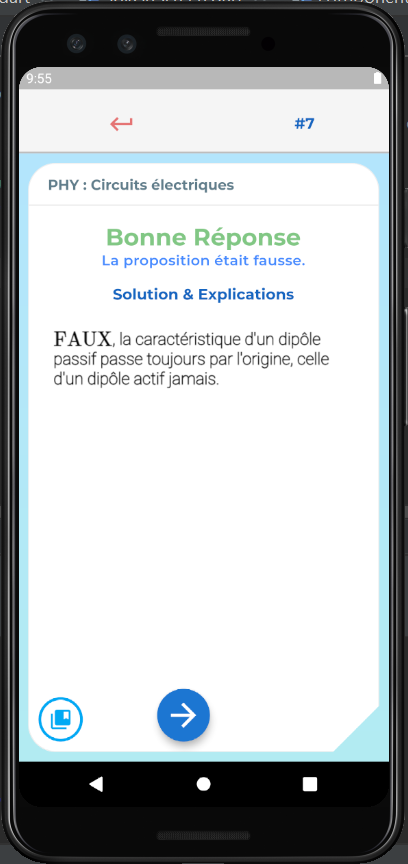 9:55
#7
PHY : Circuits électriques
Bonne Réponse
La proposition était fausse.
Solution & Explications
FAUX, la caractéristique d'un dipôle
passif passe toujours par l'origine, celle
d'un dipôle actif jamais.